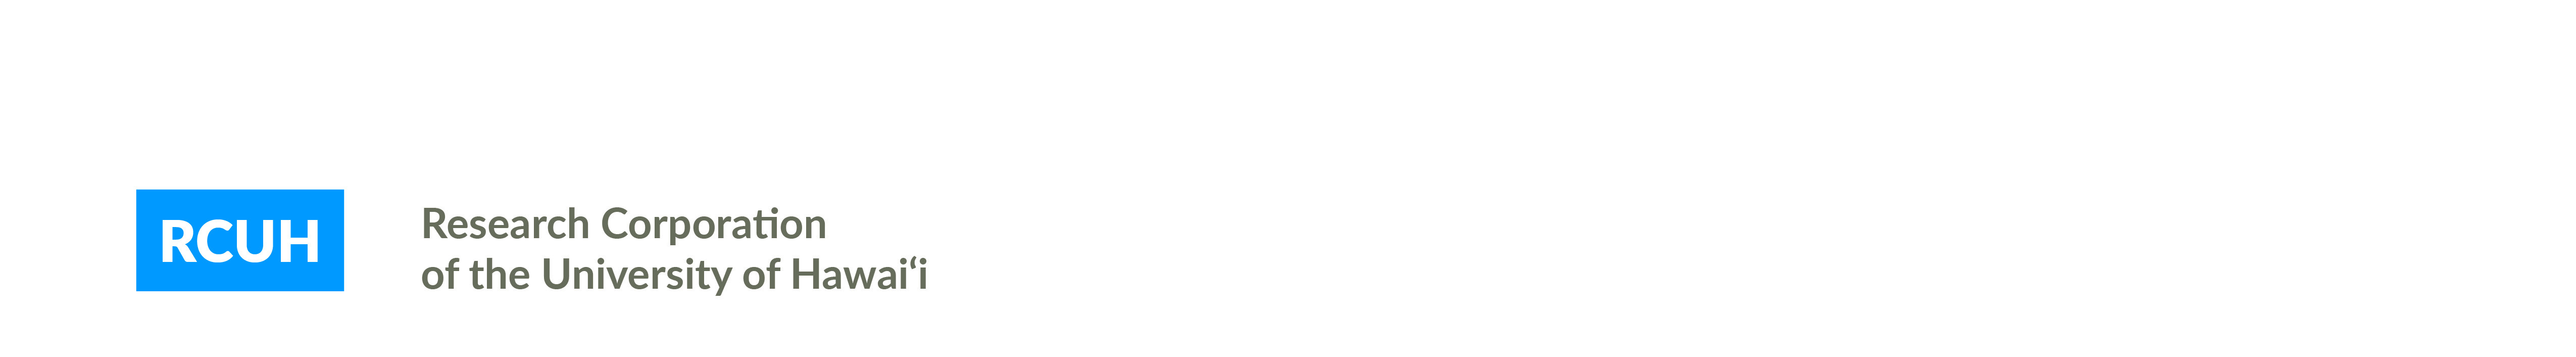 RCUH
Research Corporation
of the University of Hawaiʻi